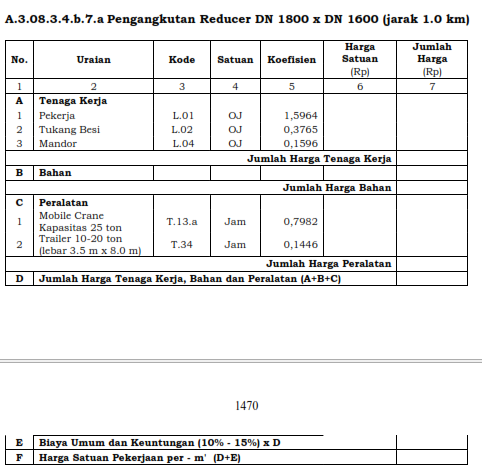 A.3.08.3.4.b.7.a Pengangkutan Reducer DN 1800 x DN 1600 (jarak 1.0 km)
No. Uraian Kode Satuan Koefisien Harga Satuan (Rp) Jumlah Harga (Rp)
1 2 3 4 5 6 7
A Tenaga Kerja
1 Pekerja L.01 OJ 1,5964
2 Tukang Besi L.02 OJ 0,3765
3 Mandor L.04 OJ 0,1596
Jumlah Harga Tenaga Kerja
B Bahan
Jumlah Harga Bahan
C Peralatan
1 Mobile Crane Kapasitas 25 ton T.13.a Jam 0,7982
2 Trailer 10-20 ton (lebar 3.5 m x 8.0 m) T.34 Jam 0,1446
Jumlah Harga Peralatan
D Jumlah Harga Tenaga Kerja, Bahan dan Peralatan (A+B+C)
1470
E Biaya Umum dan Keuntungan (10% - 15%) x D
F Harga Satuan Pekerjaan per - m' (D+E)